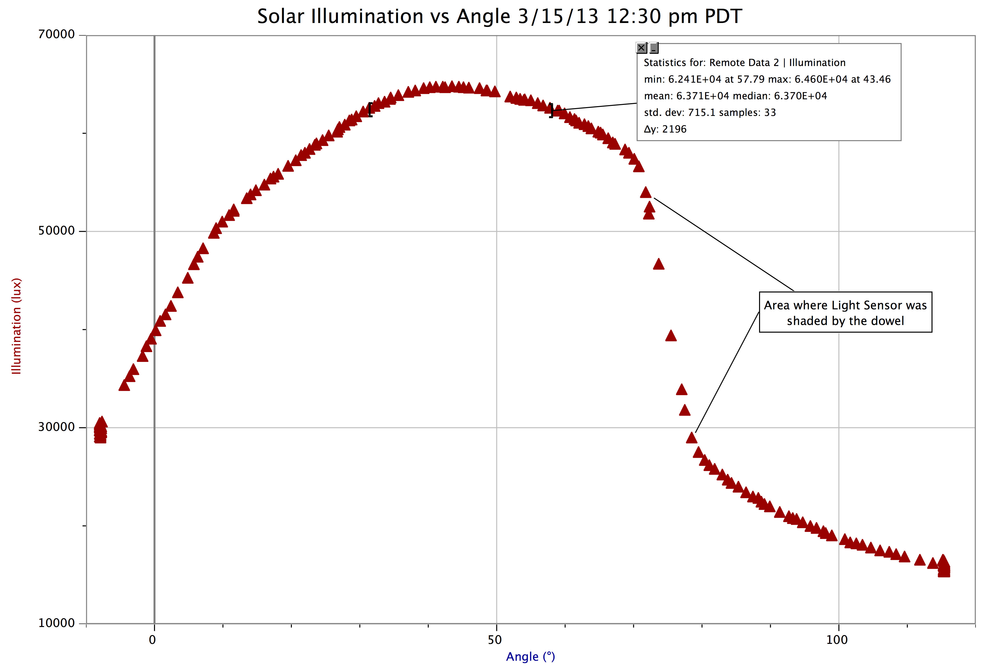 Solar Illumination vs Angle 3/15/13 12:30 pm PDT
70000
Statistics for: Remote Data 2 | Illumination
min: 6.241E+04 at 57.79 max: 6.460E+04 at 43.46
mean: 6.371E+04 median: 6.370E+04
std. dev: 715.1 samples: 33
Δy: 2196
50000
Illumination (lux)
Area where Light Sensor was
shaded by the dowel
30000
10000
0 50 100
Angle (°)